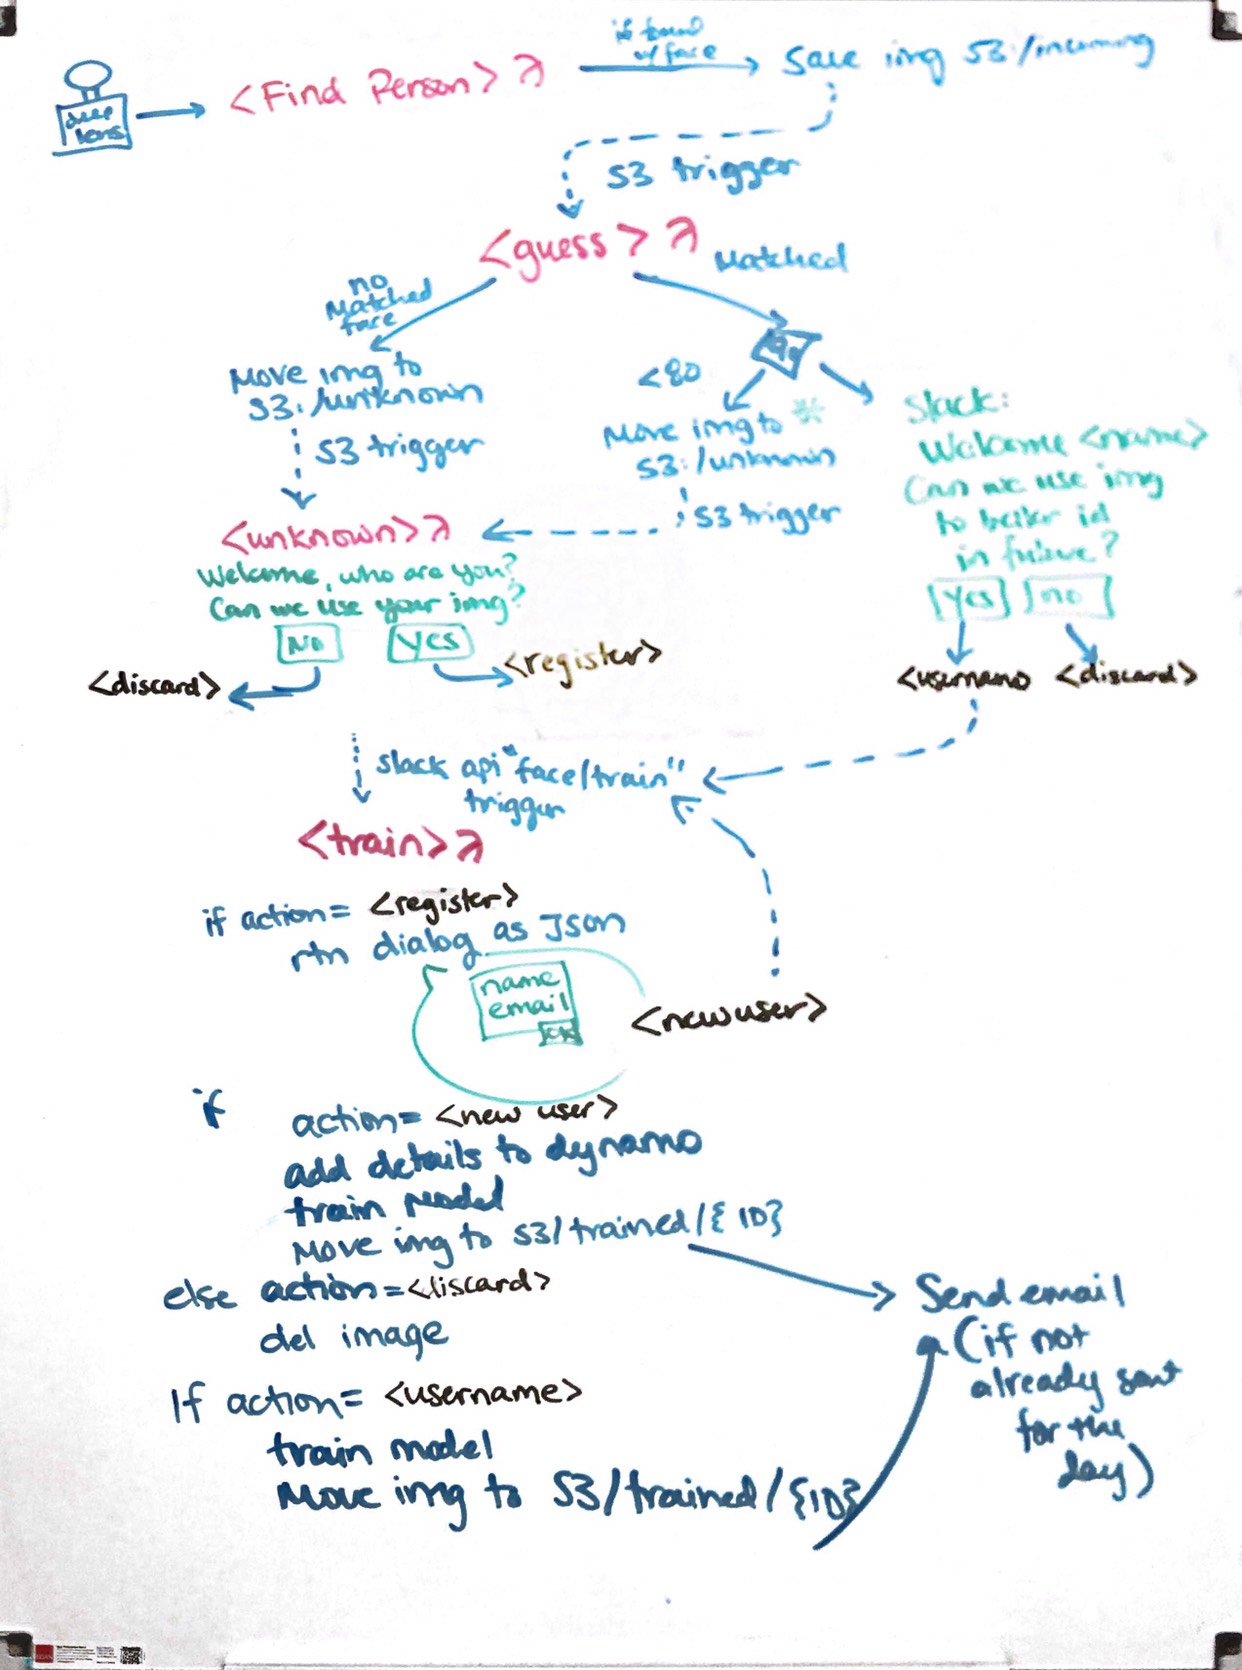 deep
lens
<Find Person> λ
if found
w/face
Save img S3:/incoming
S3 trigger
<guess> λ
Matched
no
Matched
face
Move img to
S3:/unknown
S3 trigger
%
<80
Move img to *
S3:/unknown
S3 trigger
Slack:
Welcome <name>
Can we use img
to better id
in future?
Yes no
<username <discard>
<unknown> λ
Welcome, who are you?
Can we use your img?
No Yes
<discard> <register>
slack api "face/train"
trigger
<train> λ
if action= <register>
rtn dialog as Json
name
email
<newuser>
if action= <new user>
add details to dynamo
train model
Move img to S3/trained/{ID}
else action=<discard>
del image
If action= <username>
train model
Move img to S3/trained/{ID}
Send email
(if not
already sent
for the
day)